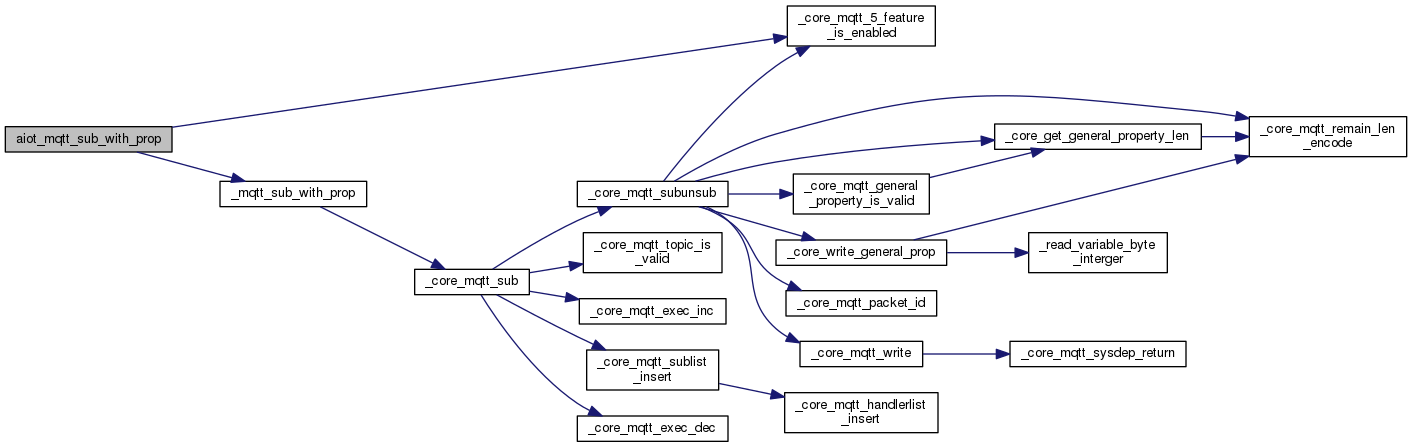 _core_mqtt_5_feature
_is_enabled
aiot_mqtt_sub_with_prop
_mqtt_sub_with_prop
_core_mqtt_sub
_core_mqtt_subunsub
_core_mqtt_topic_is
_valid
_core_mqtt_exec_inc
_core_mqtt_sublist
_insert
_core_mqtt_exec_dec
_core_get_general_property_len
_core_mqtt_general
_property_is_valid
_core_write_general_prop
_core_mqtt_packet_id
_core_mqtt_write
_core_mqtt_handlerlist
_insert
_core_mqtt_remain_len
_encode
_read_variable_byte
_interger
_core_mqtt_sysdep_return